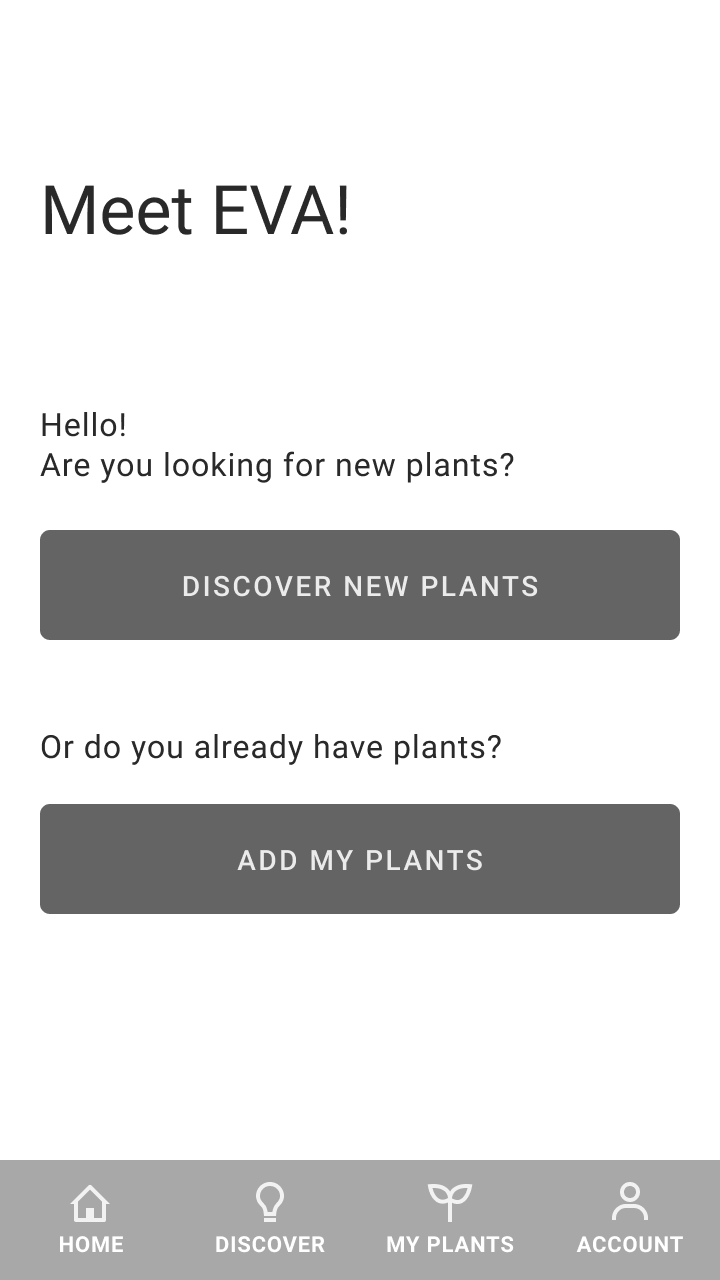 Meet EVA!
Hello!
Are you looking for new plants?
DISCOVER NEW PLANTS
Or do you already have plants?
ADD MY PLANTS
HOME
DISCOVER
MY PLANTS
ACCOUNT